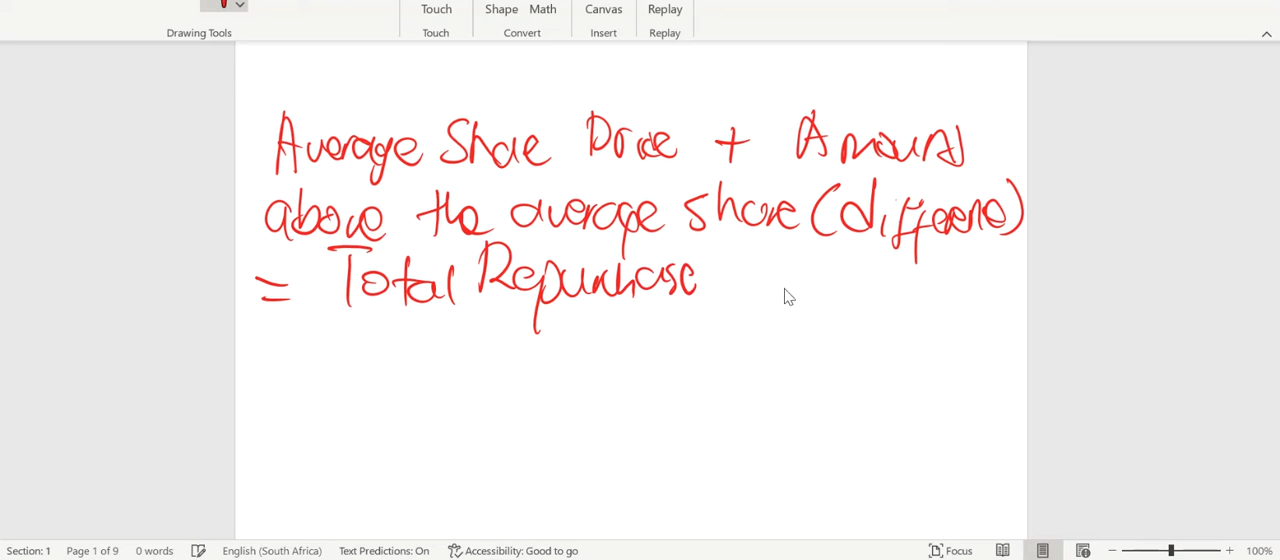 Touch Shape Math Canvas Replay
Drawing Tools Touch Convert Insert Replay
Average Share Price + Amount
above the average share (difference)
= Total Repurchase
Section: 1 Page 1 of 9 0 words English (South Africa) Text Predictions: On Accessibility: Good to go Focus 100%